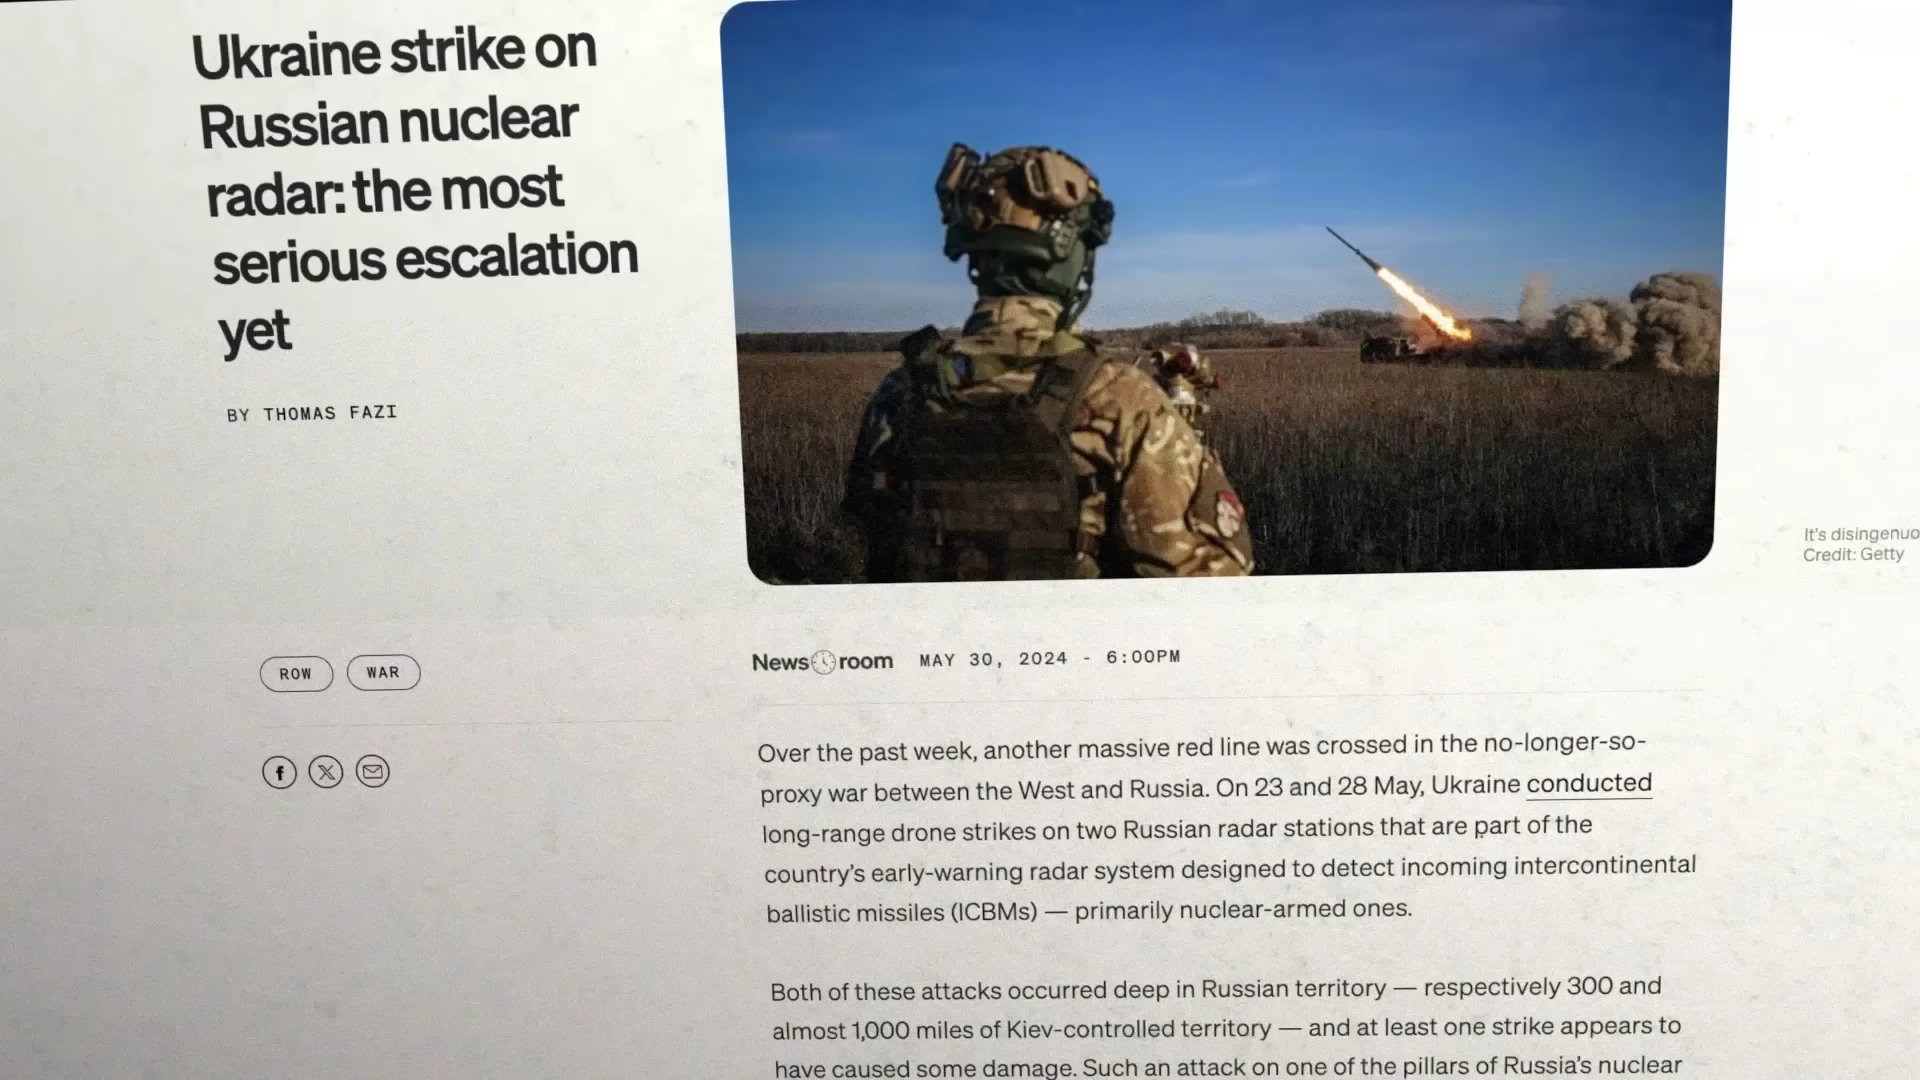 Ukraine strike on
Russian nuclear
radar: the most
serious escalation
yet
BY THOMAS FAZI
It's disingenuo
Credit: Getty
ROW
WAR
Newsroom MAY 30, 2024 - 6:00PM
Over the past week, another massive red line was crossed in the no-longer-so-
proxy war between the West and Russia. On 23 and 28 May, Ukraine conducted
long-range drone strikes on two Russian radar stations that are part of the
country's early-warning radar system designed to detect incoming intercontinental
ballistic missiles (ICBMs) — primarily nuclear-armed ones.
Both of these attacks occurred deep in Russian territory — respectively 300 and
almost 1,000 miles of Kiev-controlled territory — and at least one strike appears to
have caused some damage. Such an attack on one of the pillars of Russia's nuclear